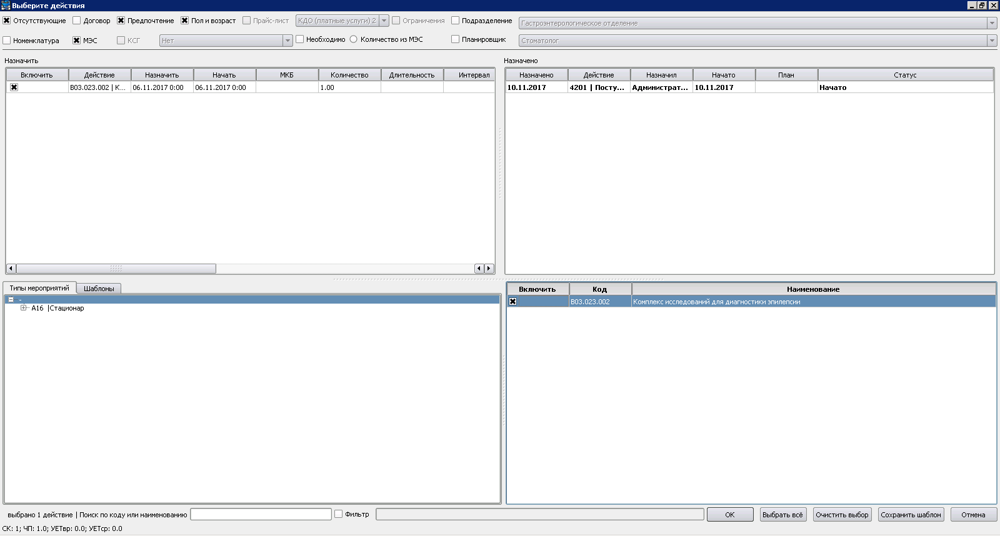 Выберите действия
Отсутствующие Договор Предпочтение Пол и возраст Прайс-лист КДО (платные услуги) 2 Ограничения Подразделение Гастроэнтерологическое отделение
Номенклатура МЭС КСГ Нет Необходимо Количество из МЭС Планировщик Стоматолог
Назначить
Включить Действие Назначить Начать МКБ Количество Длительность Интервал
B03.023.002 | К... 06.11.2017 0:00 06.11.2017 0:00 1.00
Назначено
Назначено Действие Назначил Начато План Статус
10.11.2017 4201 | Посту... Администрат... 10.11.2017 Начато
Типы мероприятий Шаблоны
-
А16 |Стационар
Включить Код Наименование
B03.023.002 Комплекс исследований для диагностики эпилепсии
выбрано 1 действие | Поиск по коду или наименованию Фильтр ОК Выбрать всё Очистить выбор Сохранить шаблон Отмена
СК: 1; ЧП: 1.0; УЕТвр: 0.0; УЕТср: 0.0